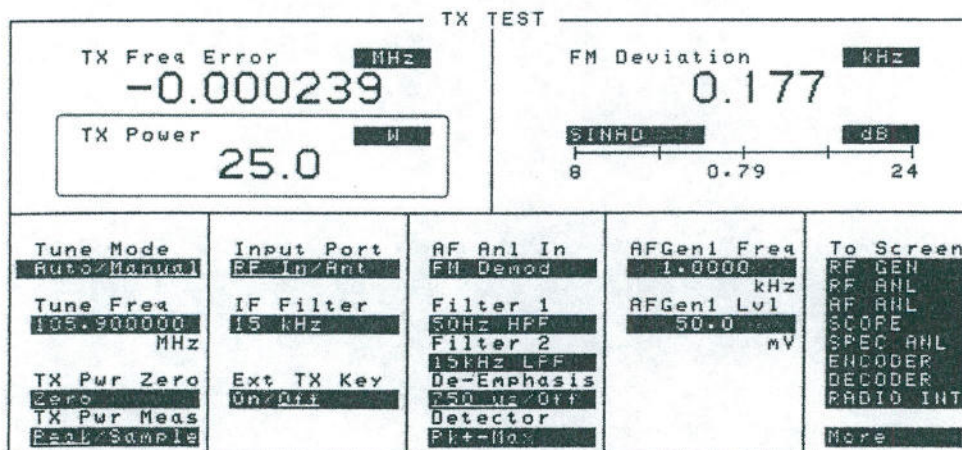 TX TEST
TX Freq Error MHz
-0.000239
TX Power W
25.0
FM Deviation kHz
0.177
SINAD dB
8 0.79 24
Tune Mode
Auto/Manual
Tune Freq
105.900000
MHz
TX Pwr Zero
Zero
TX Pwr Meas
Peak/Sample
Input Port
RF In/Ant
IF Filter
15 kHz
Ext TX Key
On/Off
AF Anl In
FM Demod
Filter 1
50Hz HPF
Filter 2
15kHz LPF
De-Emphasis
750 us/Off
Detector
Pk+-Max
AFGen1 Freq
1.0000
kHz
AFGen1 Lvl
50.0
mV
To Screen
RF GEN
RF ANL
AF ANL
SCOPE
SPEC ANL
ENCODER
DECODER
RADIO INT
More